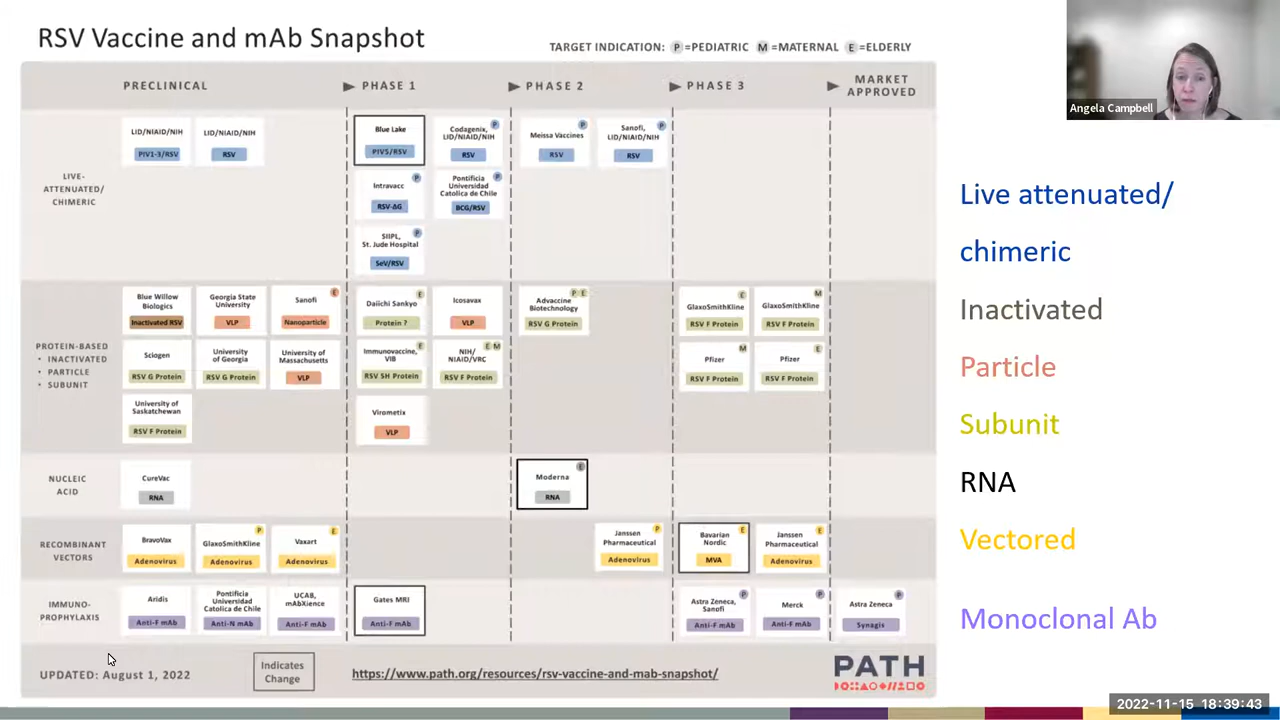 RSV Vaccine and mAb Snapshot
TARGET INDICATION: P =PEDIATRIC M =MATERNAL E =ELDERLY
Angela Campbell
PRECLINICAL
PHASE 1
PHASE 2
PHASE 3
MARKET
APPROVED
LIVE-
ATTENUATED/
CHIMERIC
LID/NIAID/NIH
PIV1-3/RSV
LID/NIAID/NIH
RSV
Blue Lake
PIV5/RSV
P
Codagenix,
LID/NIAID/NIH
RSV
P
Intravacc
RSV-ΔG
P
Pontificia
Universidad
Catolica de Chile
BCG/RSV
P
SIIPL,
St. Jude Hospital
SeV/RSV
P
Meissa Vaccines
RSV
P
Sanofi,
LID/NIAID/NIH
RSV
PROTEIN-BASED
• INACTIVATED
• PARTICLE
• SUBUNIT
Blue Willow
Biologics
Inactivated RSV
Georgia State
University
VLP
E
Sanofi
Nanoparticle
Sciogen
RSV G Protein
University
of Georgia
RSV G Protein
University of
Massachusetts
VLP
University of
Saskatchewan
RSV F Protein
E
Daiichi Sankyo
Protein ?
Icosavax
VLP
E
Immunovaccine,
VIB
RSV SH Protein
E M
NIH/
NIAID/VRC
RSV F Protein
Virometix
VLP
P E
Advaccine
Biotechnology
RSV G Protein
E
GlaxoSmithKline
RSV F Protein
M
GlaxoSmithKline
RSV F Protein
M
Pfizer
RSV F Protein
E
Pfizer
RSV F Protein
NUCLEIC
ACID
CureVac
RNA
E
Moderna
RNA
RECOMBINANT
VECTORS
BravoVax
Adenovirus
P
GlaxoSmithKline
Adenovirus
E
Vaxart
Adenovirus
P
Janssen
Pharmaceutical
Adenovirus
E
Bavarian
Nordic
MVA
E
Janssen
Pharmaceutical
Adenovirus
IMMUNO-
PROPHYLAXIS
Aridis
Anti-F mAb
Pontificia
Universidad
Catolica de Chile
Anti-N mAb
UCAB,
mAbXience
Anti-F mAb
Gates MRI
Anti-F mAb
P
Astra Zeneca,
Sanofi
Anti-F mAb
P
Merck
Anti-F mAb
P
Astra Zeneca
Synagis
UPDATED: August 1, 2022
Indicates
Change
https://www.path.org/resources/rsv-vaccine-and-mab-snapshot/
PATH
Live attenuated/
chimeric
Inactivated
Particle
Subunit
RNA
Vectored
Monoclonal Ab
2022-11-15 18:39:43